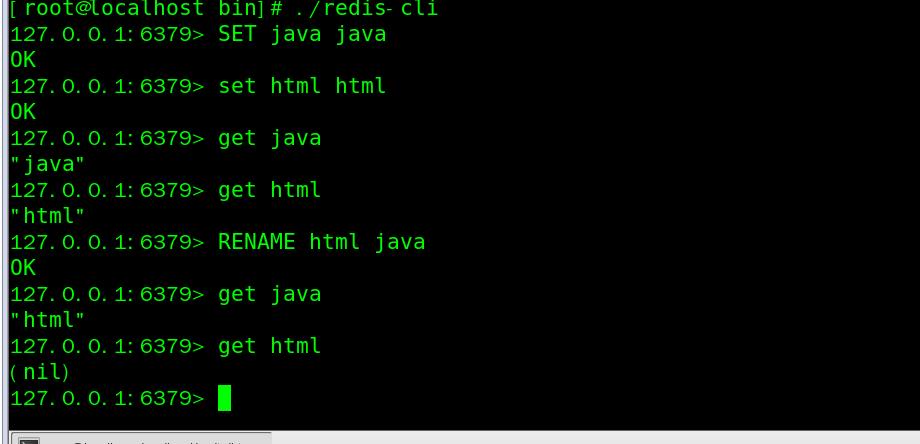 [root@localhost bin]# ./redis-cli
127.0.0.1:6379> SET java java
OK
127.0.0.1:6379> set html html
OK
127.0.0.1:6379> get java
"java"
127.0.0.1:6379> get html
"html"
127.0.0.1:6379> RENAME html java
OK
127.0.0.1:6379> get java
"html"
127.0.0.1:6379> get html
(nil)
127.0.0.1:6379>